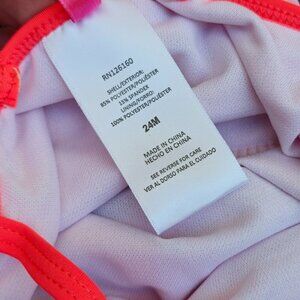 RN126160
SHELL/EXTERIOR:
85% POLYESTER/POLIÉSTER
15% SPANDEX
LINING/FORRO:
100% POLYESTER/POLIÉSTER
24M
MADE IN CHINA
HECHO EN CHINA
SEE REVERSE FOR CARE
VER AL DORSO PARA EL CUIDADO